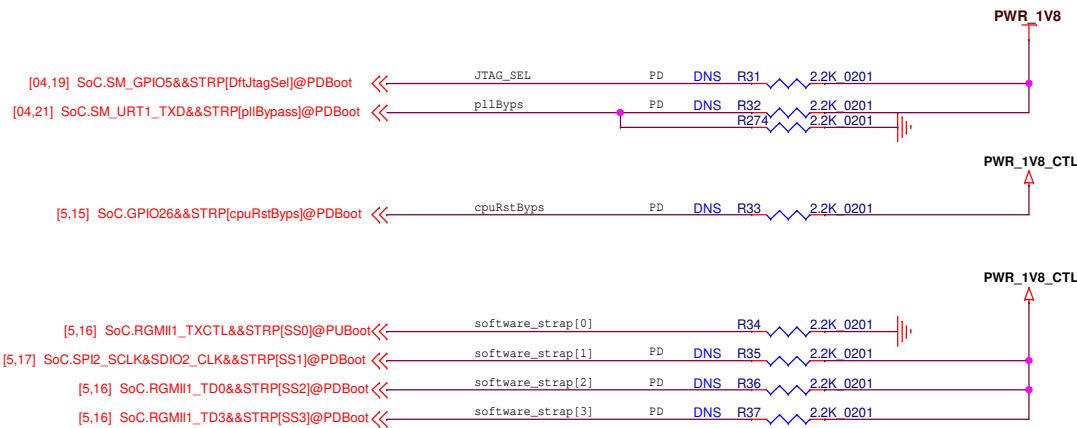 PWR_1V8
[04,19] SoC.SM_GPIO5&&STRP[DftJtagSel]@PDBoot JTAG_SEL PD DNS R31 2.2K_0201
[04,21] SoC.SM_URT1_TXD&&STRP[pllBypass]@PDBoot pllByps PD DNS R32 2.2K_0201
R274 2.2K_0201
PWR_1V8_CTL
[5,15] SoC.GPIO26&&STRP[cpuRstByps]@PDBoot cpuRstByps PD DNS R33 2.2K_0201
PWR_1V8_CTL
[5,16] SoC.RGMII1_TXCTL&&STRP[SS0]@PUBoot software_strap[0] R34 2.2K_0201
[5,17] SoC.SPI2_SCLK&SDIO2_CLK&&STRP[SS1]@PDBoot software_strap[1] PD DNS R35 2.2K_0201
[5,16] SoC.RGMII1_TD0&&STRP[SS2]@PDBoot software_strap[2] PD DNS R36 2.2K_0201
[5,16] SoC.RGMII1_TD3&&STRP[SS3]@PDBoot software_strap[3] PD DNS R37 2.2K_0201